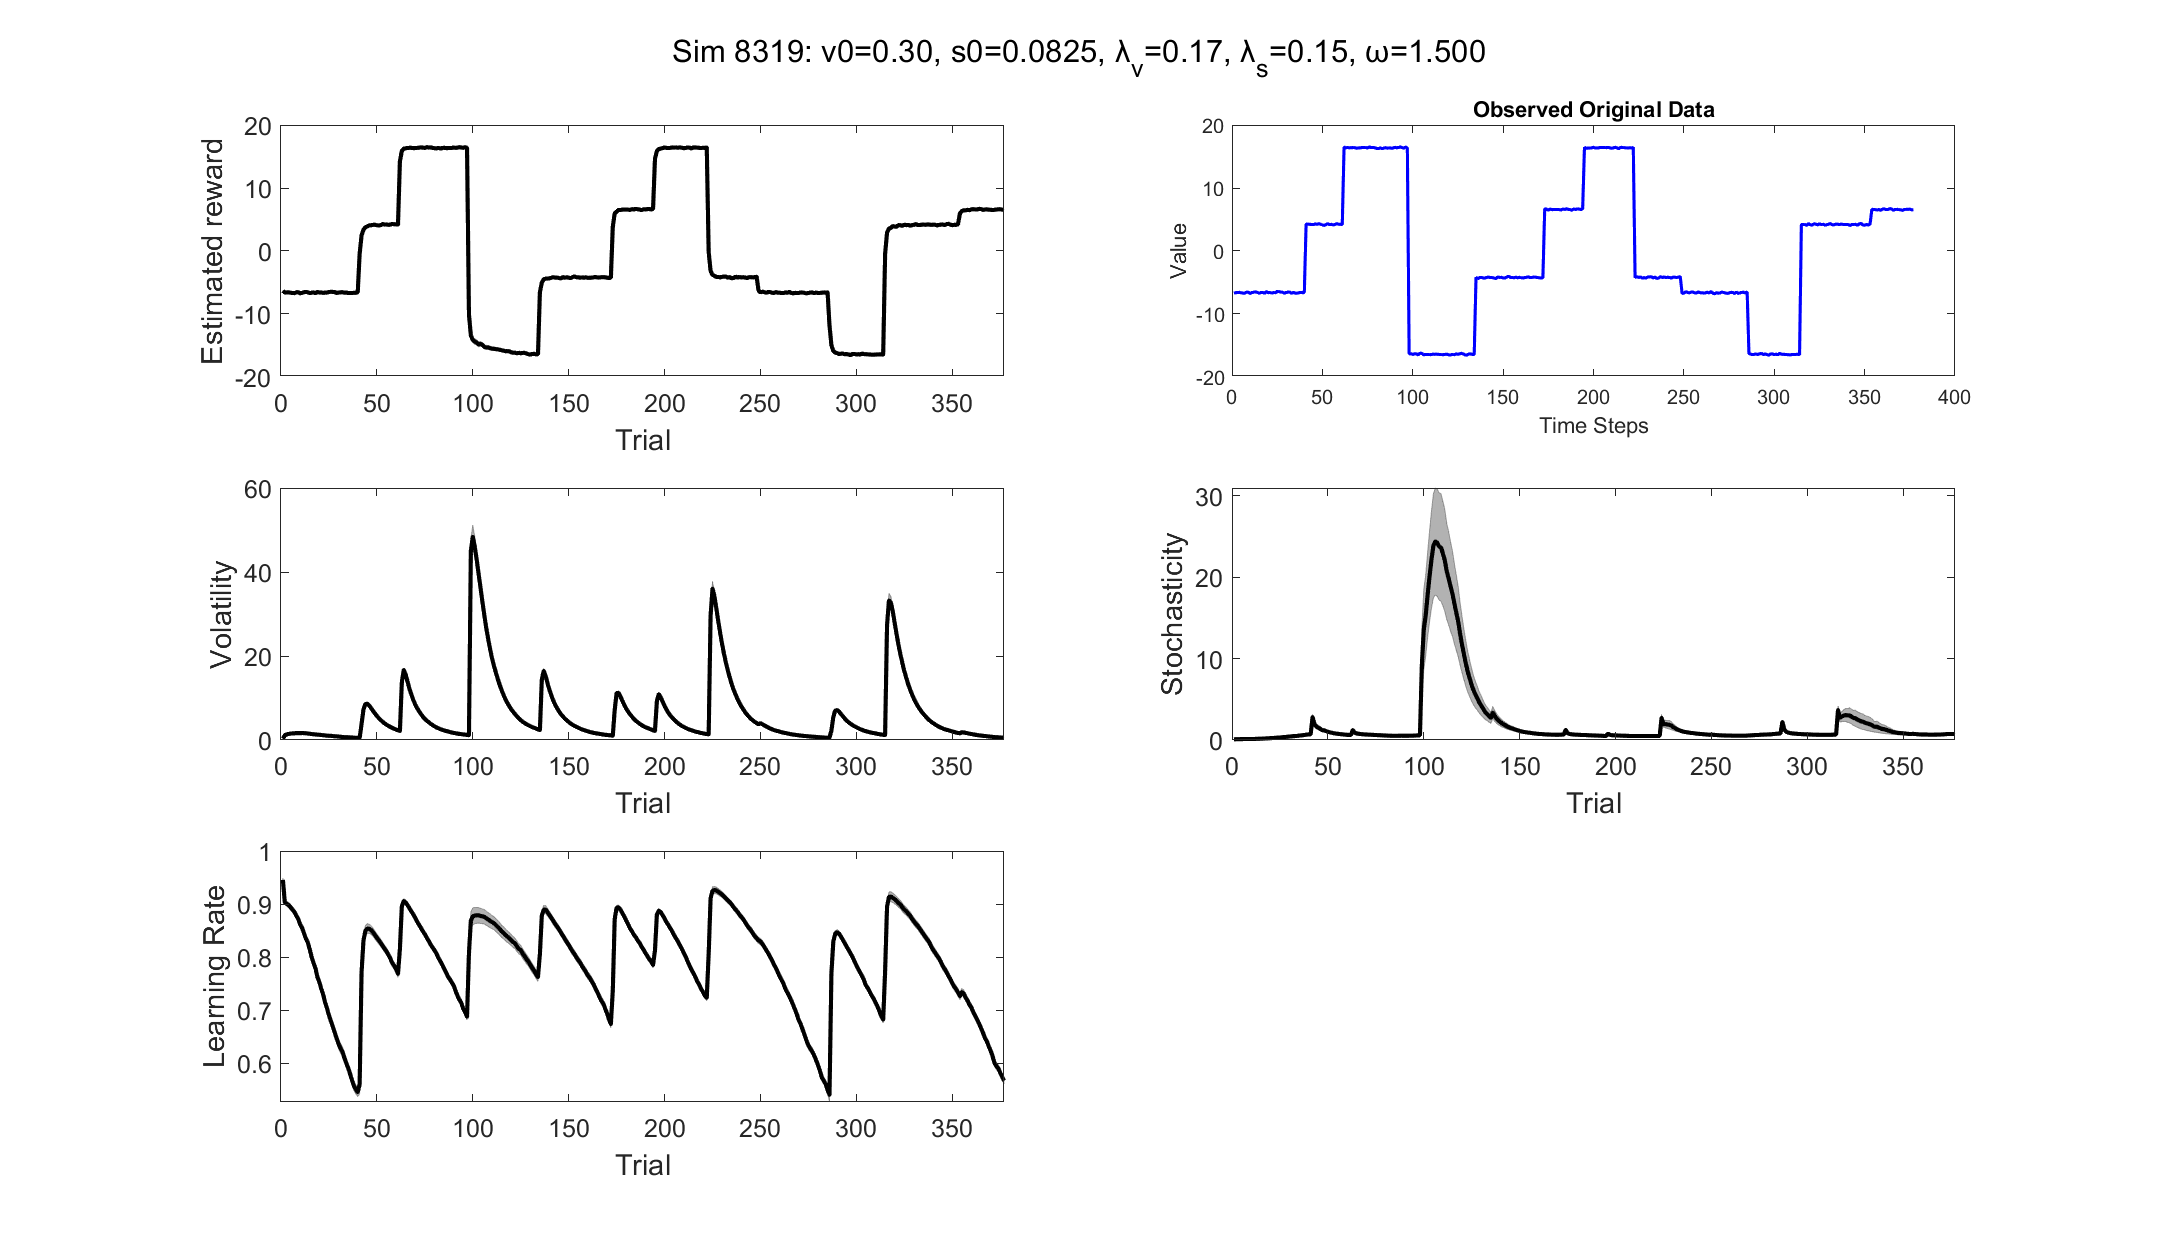 Sim 8319: v0=0.30, s0=0.0825, λv=0.17, λs=0.15, ω=1.500
Estimated reward
20
10
0
-10
-20
0 50 100 150 200 250 300 350
Trial
Observed Original Data
Value
20
10
0
-10
-20
0 50 100 150 200 250 300 350 400
Time Steps
Volatility
60
40
20
0
0 50 100 150 200 250 300 350
Trial
Stochasticity
30
20
10
0
0 50 100 150 200 250 300 350
Trial
Learning Rate
1
0.9
0.8
0.7
0.6
0 50 100 150 200 250 300 350
Trial